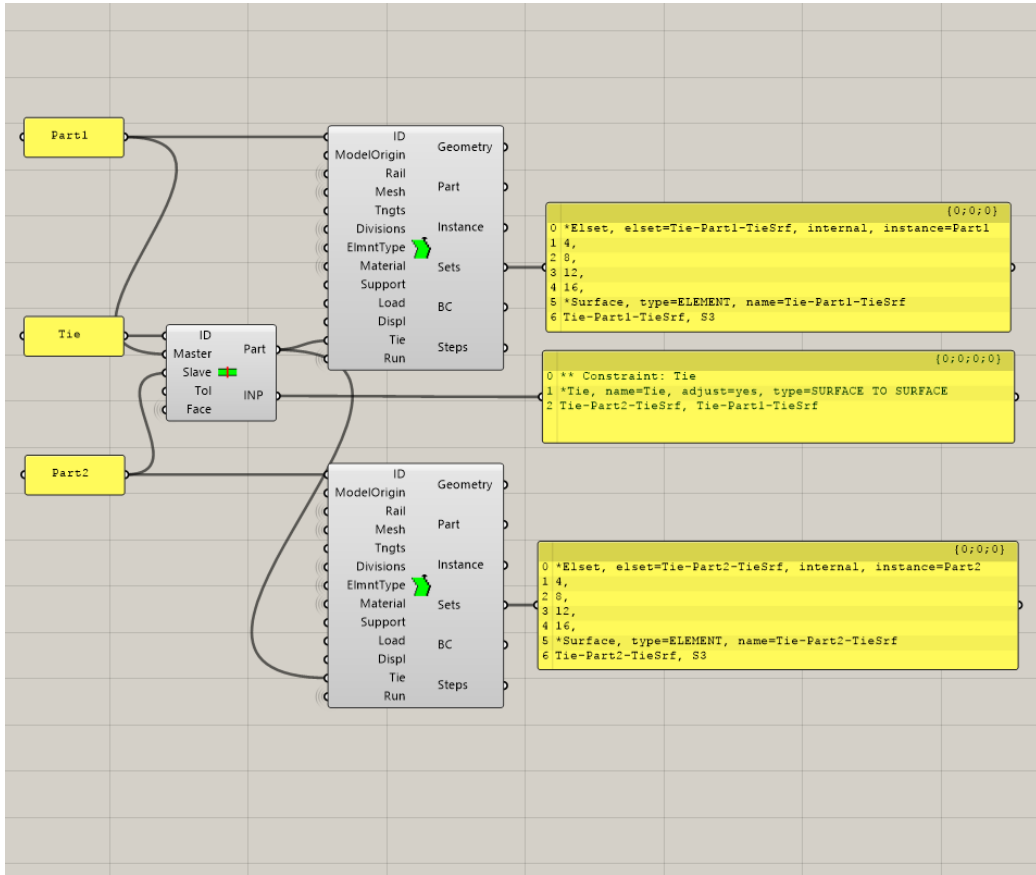 Part1
ID
ModelOrigin
Rail
Mesh
Tngts
Divisions
ElmntType
Material
Support
Load
Displ
Tie
Run
Geometry
Part
Instance
Sets
BC
Steps
{0;0;0}
0 *Elset, elset=Tie-Part1-TieSrf, internal, instance=Part1
1 4,
2 8,
3 12,
4 16,
5 *Surface, type=ELEMENT, name=Tie-Part1-TieSrf
6 Tie-Part1-TieSrf, S3
Tie
ID
Master
Slave
Tol
Face
Part
INP
{0;0;0;0}
0 ** Constraint: Tie
1 *Tie, name=Tie, adjust=yes, type=SURFACE TO SURFACE
2 Tie-Part2-TieSrf, Tie-Part1-TieSrf
Part2
ID
ModelOrigin
Rail
Mesh
Tngts
Divisions
ElmntType
Material
Support
Load
Displ
Tie
Run
Geometry
Part
Instance
Sets
BC
Steps
{0;0;0}
0 *Elset, elset=Tie-Part2-TieSrf, internal, instance=Part2
1 4,
2 8,
3 12,
4 16,
5 *Surface, type=ELEMENT, name=Tie-Part2-TieSrf
6 Tie-Part2-TieSrf, S3